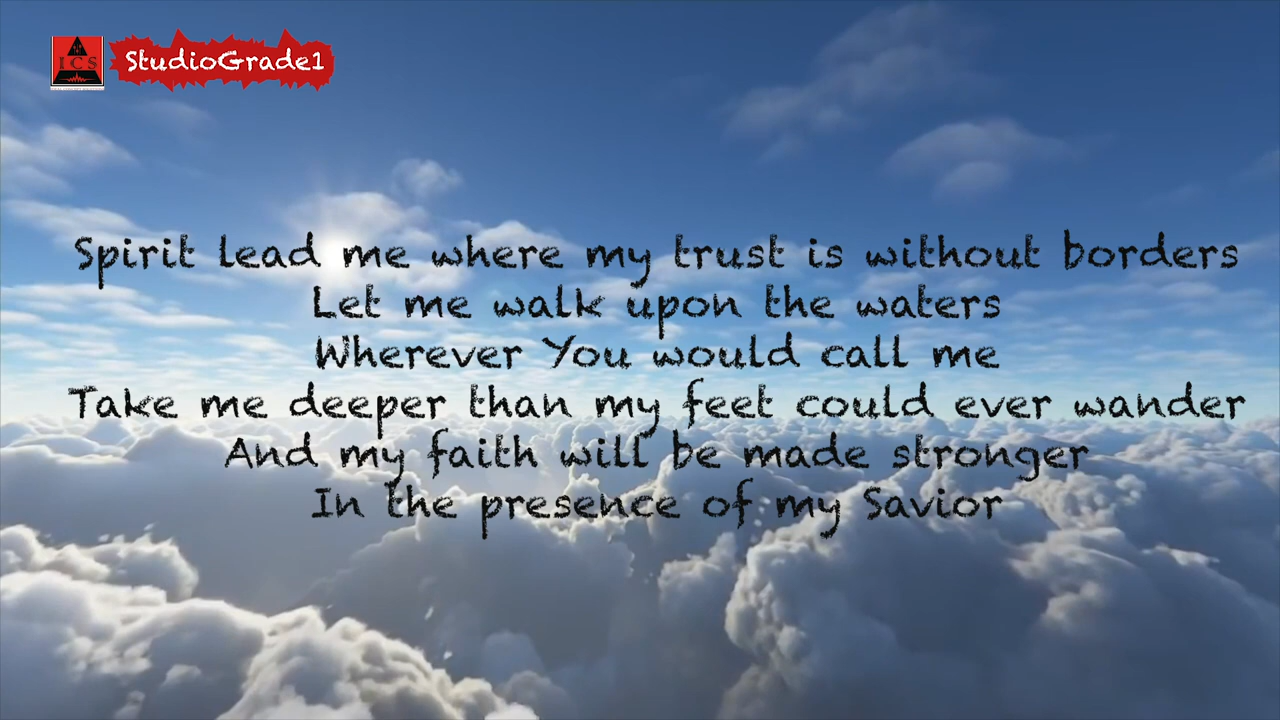 ICS
StudioGrade1
Spirit lead me where my trust is without borders
Let me walk upon the waters
Wherever You would call me
Take me deeper than my feet could ever wander
And my faith will be made stronger
In the presence of my Savior